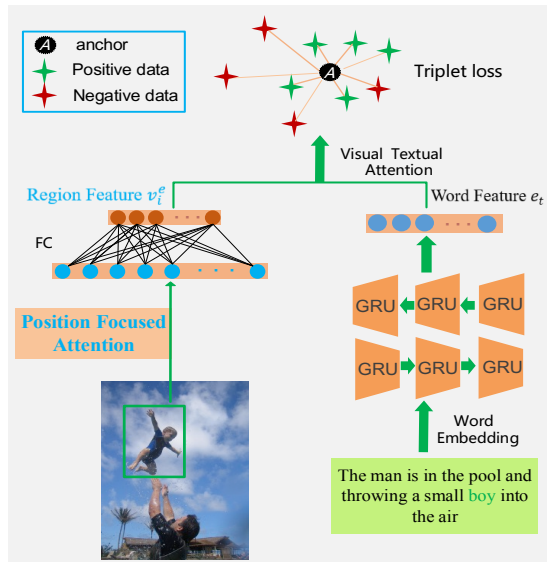 A anchor
Positive data
Negative data
A
Triplet loss
Visual Textual
Attention
Region Feature v_i^e
Word Feature e_t
FC
GRU GRU GRU
GRU GRU GRU
Position Focused
Attention
Word
Embedding
The man is in the pool and
throwing a small boy into
the air